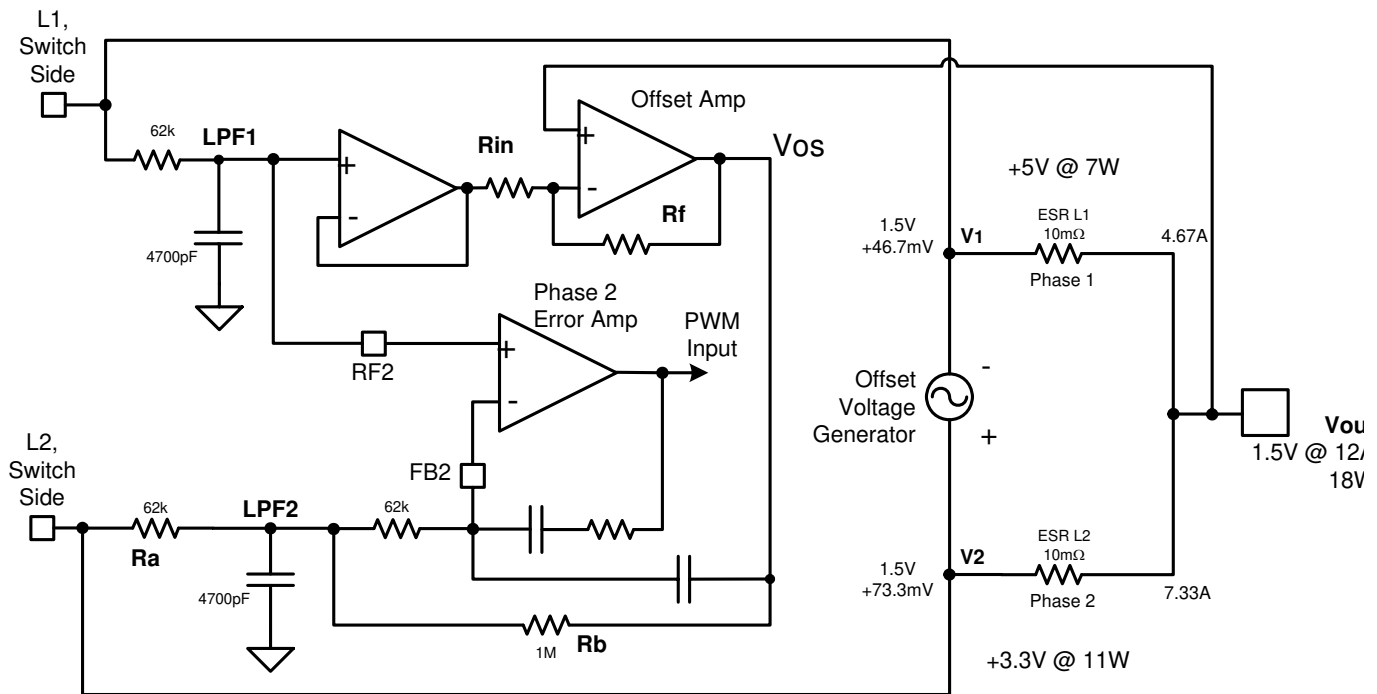 L1,
Switch
Side
62k
LPF1
4700pF
Rin
Offset Amp
Vos
Rf
+5V @ 7W
1.5V
+46.7mV
V1
ESR L1
10mΩ
Phase 1
4.67A
Phase 2
Error Amp
PWM
Input
RF2
FB2
Offset
Voltage
Generator
-
+
Vou
1.5V @ 12A
18W
L2,
Switch
Side
62k
Ra
LPF2
4700pF
62k
1M
Rb
1.5V
+73.3mV
V2
ESR L2
10mΩ
Phase 2
7.33A
+3.3V @ 11W
+
-
+
-
+
-